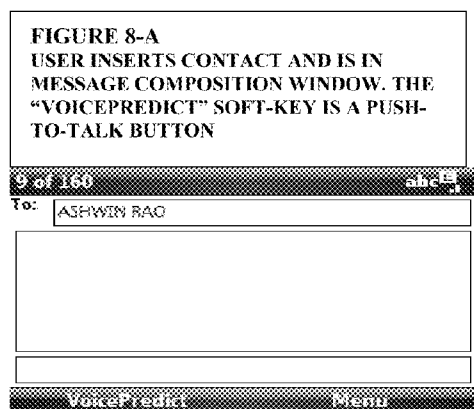 FIGURE 8-A
USER INSERTS CONTACT AND IS IN
MESSAGE COMPOSITION WINDOW. THE
“VOICEPREDICT” SOFT-KEY IS A PUSH-
TO-TALK BUTTON
9 of 160 abc
To: ASHWIN RAO
VoicePredict Menu